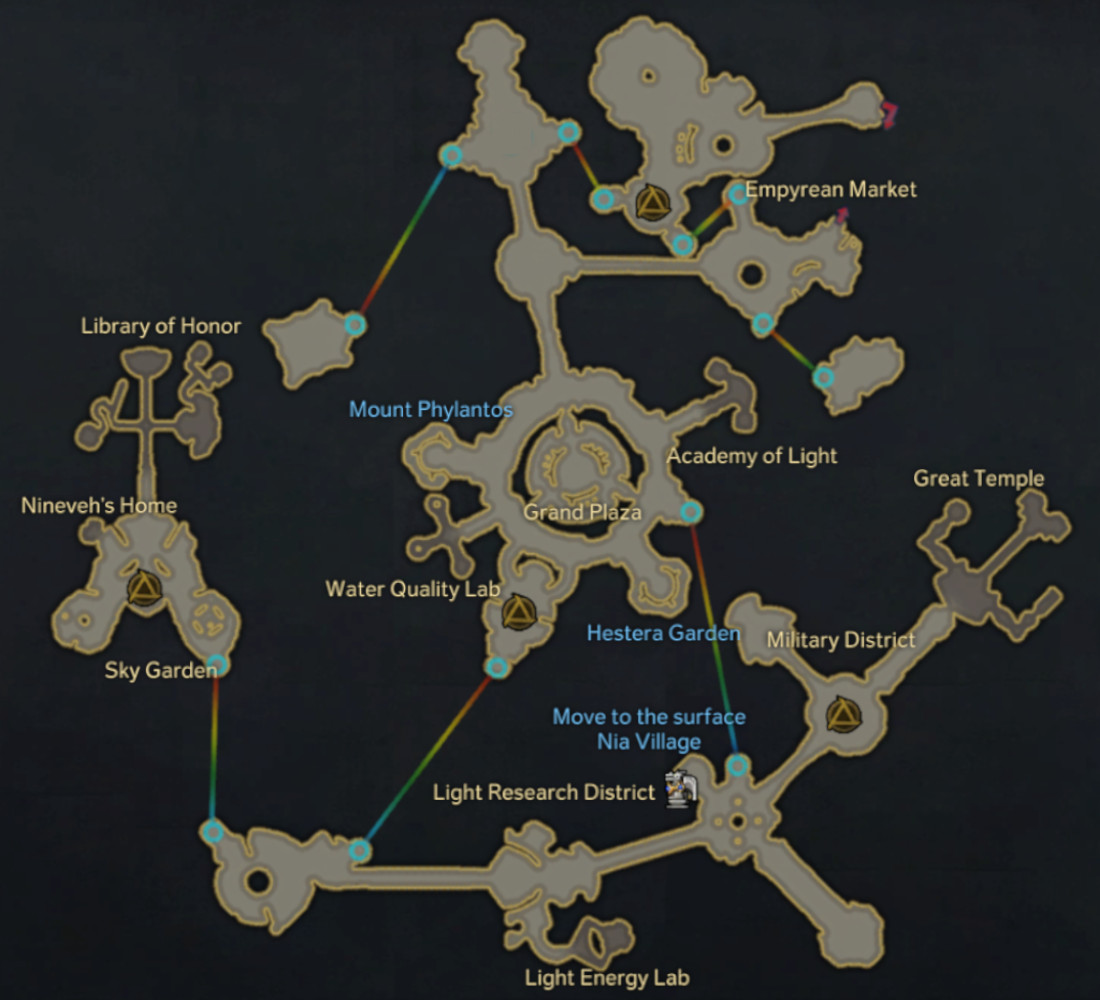 Empyrean Market
Library of Honor
Mount Phylantos
Academy of Light
Great Temple
Nineveh's Home
Grand Plaza
Water Quality Lab
Hestera Garden
Military District
Sky Garden
Move to the surface
Nia Village
Light Research District
Light Energy Lab